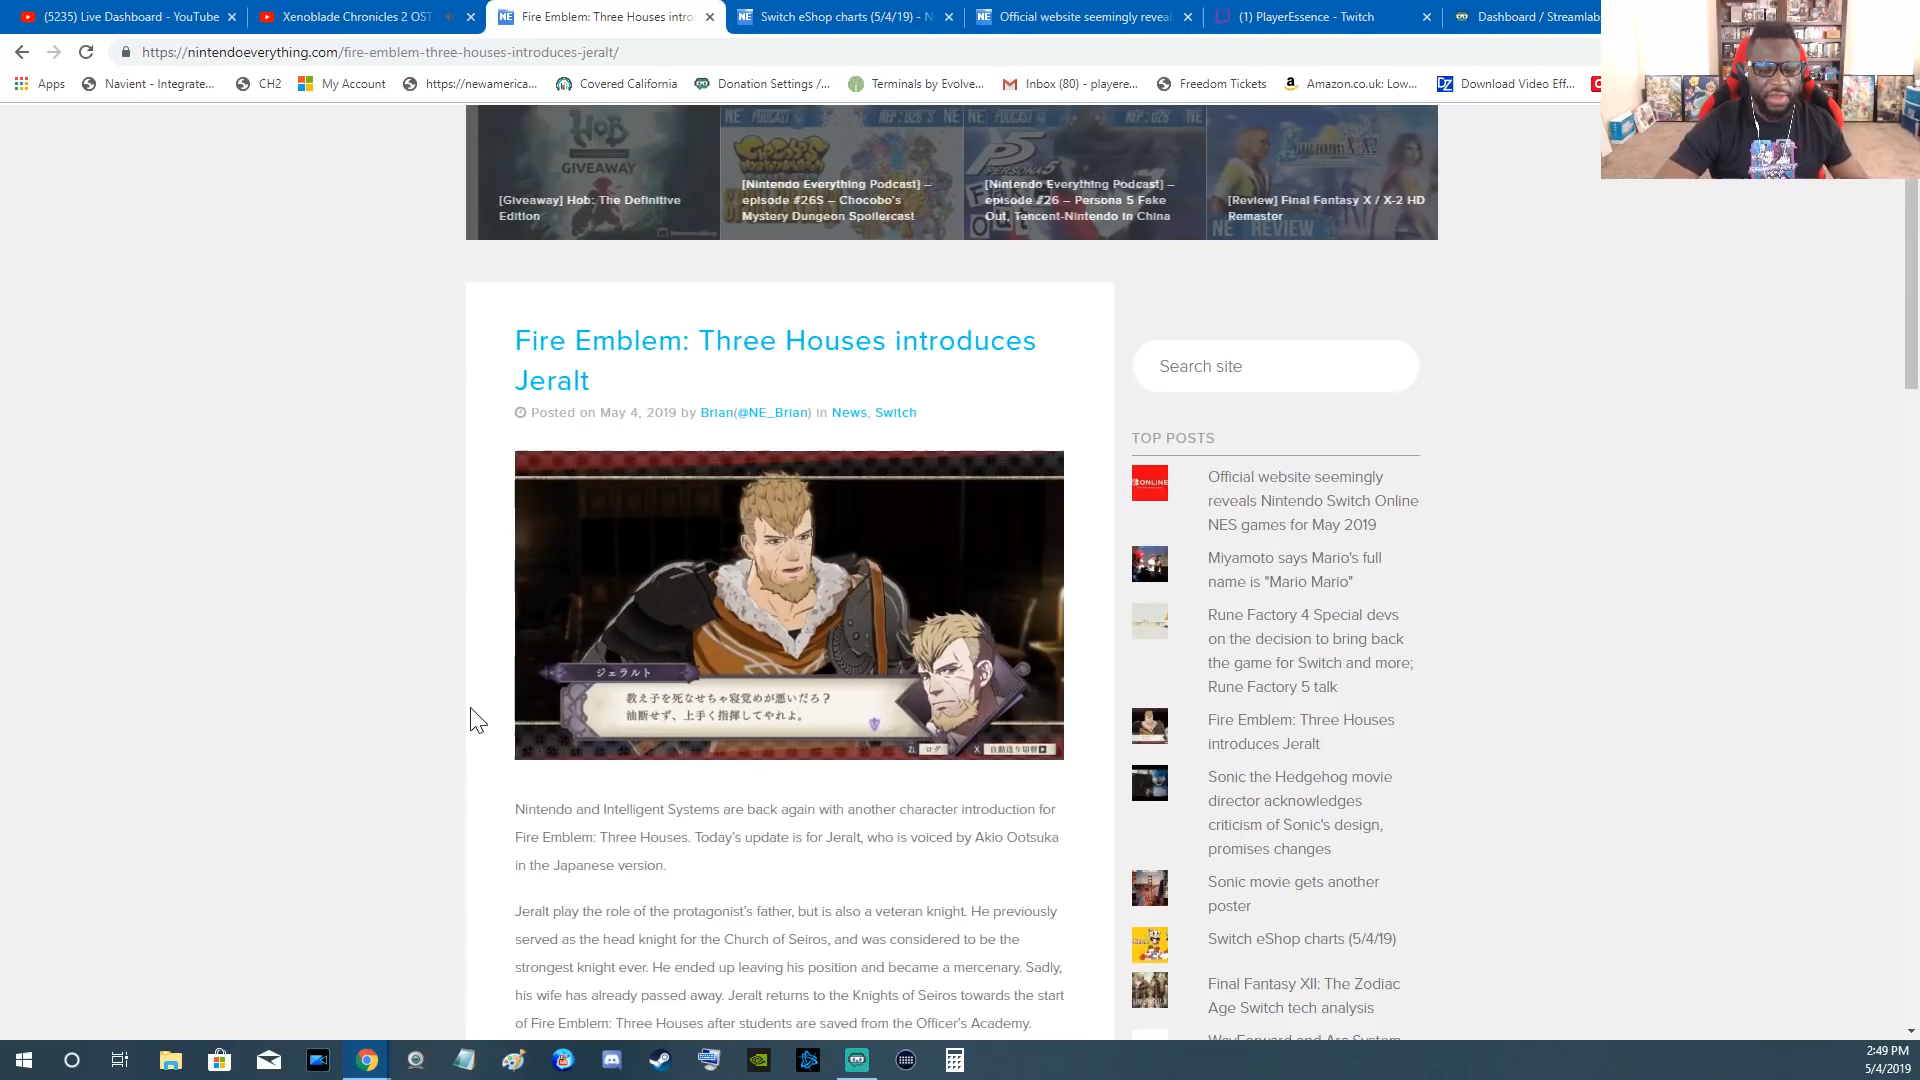 (5235) Live Dashboard - YouTube
Xenoblade Chronicles 2 OST
Fire Emblem: Three Houses intro
Switch eShop charts (5/4/19) - N
Official website seemingly revea
(1) PlayerEssence - Twitch
Dashboard / Streamlab
https://nintendoeverything.com/fire-emblem-three-houses-introduces-jeralt/
Apps
Navient - Integrate...
CH2
My Account
https://newamerica...
Covered California
Donation Settings /...
Terminals by Evolve...
Inbox (80) - playere...
Freedom Tickets
Amazon.co.uk: Low...
Download Video Eff...
HOB
GIVEAWAY
[Giveaway] Hob: The Definitive
Edition
NE PODCAST
[Nintendo Everything Podcast] –
episode #26S – Chocobo's
Mystery Dungeon Spoilercast
[Nintendo Everything Podcast] –
episode #26 – Persona 5 Fake
Out, Tencent-Nintendo in China
[Review] Final Fantasy X / X-2 HD
Remaster
NE REVIEW
Fire Emblem: Three Houses introduces
Jeralt
Posted on May 4, 2019 by Brian(@NE_Brian) in News, Switch
ジェラルト
教え子を死なせちゃ寝覚めが悪いだろ？
油断せず、上手く指揮してやれよ。
ZL ログ X 自動送り切替
Nintendo and Intelligent Systems are back again with another character introduction for
Fire Emblem: Three Houses. Today's update is for Jeralt, who is voiced by Akio Ootsuka
in the Japanese version.
Jeralt play the role of the protagonist's father, but is also a veteran knight. He previously
served as the head knight for the Church of Seiros, and was considered to be the
strongest knight ever. He ended up leaving his position and became a mercenary. Sadly,
his wife has already passed away. Jeralt returns to the Knights of Seiros towards the start
of Fire Emblem: Three Houses after students are saved from the Officer's Academy.
Search site
TOP POSTS
ONLINE
Official website seemingly
reveals Nintendo Switch Online
NES games for May 2019
Miyamoto says Mario's full
name is "Mario Mario"
Rune Factory 4 Special devs
on the decision to bring back
the game for Switch and more;
Rune Factory 5 talk
Fire Emblem: Three Houses
introduces Jeralt
Sonic the Hedgehog movie
director acknowledges
criticism of Sonic's design,
promises changes
Sonic movie gets another
poster
Switch eShop charts (5/4/19)
Final Fantasy XII: The Zodiac
Age Switch tech analysis
2:49 PM
5/4/2019